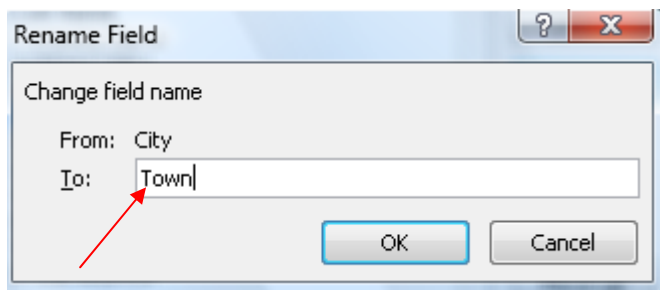 Rename Field
?
X
Change field name
From: City
To: Town
OK Cancel